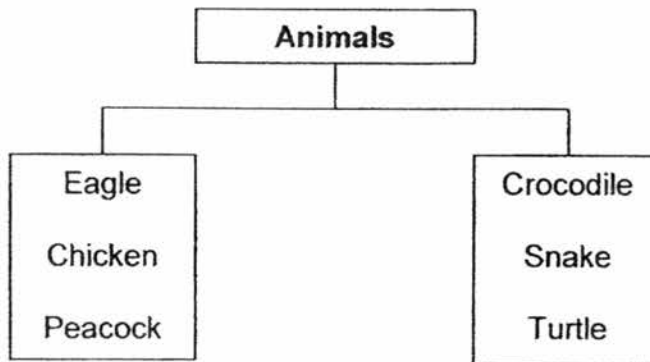 Animals
Eagle
Chicken
Peacock
Crocodile
Snake
Turtle